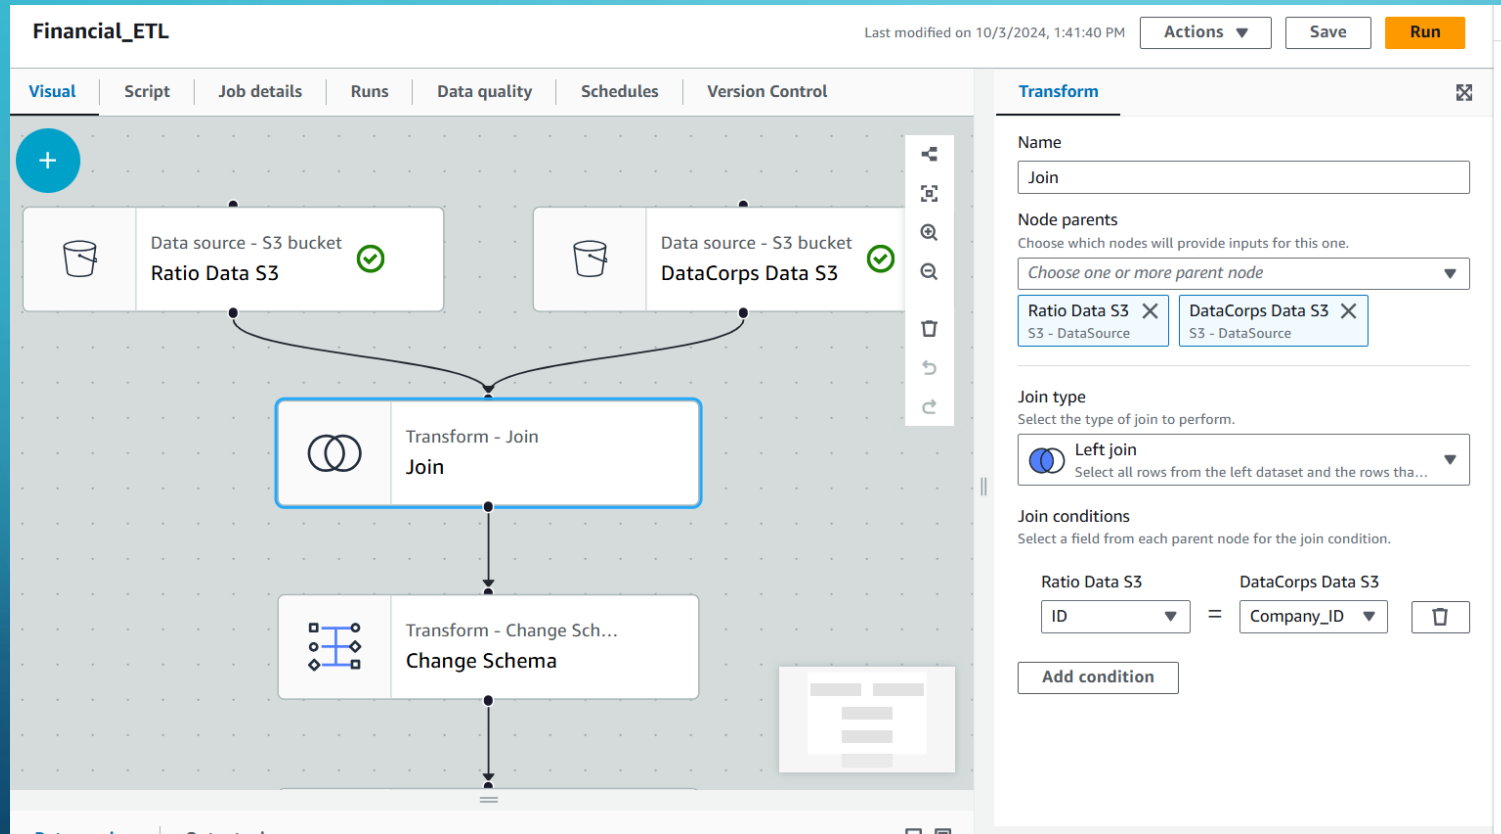 Financial_ETL
Last modified on 10/3/2024, 1:41:40 PM
Actions
Save
Run
Visual
Script
Job details
Runs
Data quality
Schedules
Version Control
Data source - S3 bucket
Ratio Data S3
Data source - S3 bucket
DataCorps Data S3
Transform - Join
Join
Transform - Change Sch...
Change Schema
Transform
Name
Join
Node parents
Choose which nodes will provide inputs for this one.
Choose one or more parent node
Ratio Data S3
S3 - DataSource
DataCorps Data S3
S3 - DataSource
Join type
Select the type of join to perform.
Left join
Select all rows from the left dataset and the rows tha...
Join conditions
Select a field from each parent node for the join condition.
Ratio Data S3
DataCorps Data S3
ID
=
Company_ID
Add condition